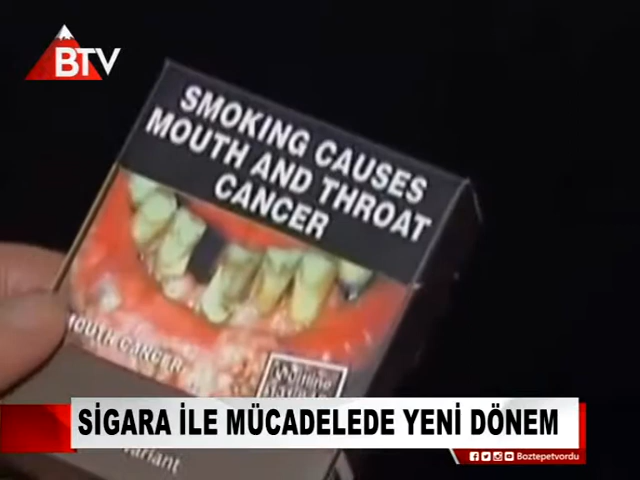 BTV
SMOKING CAUSES
MOUTH AND THROAT
CANCER
MOUTH CANCER
SİGARA İLE MÜCADELEDE YENİ DÖNEM
Boztepetvordu